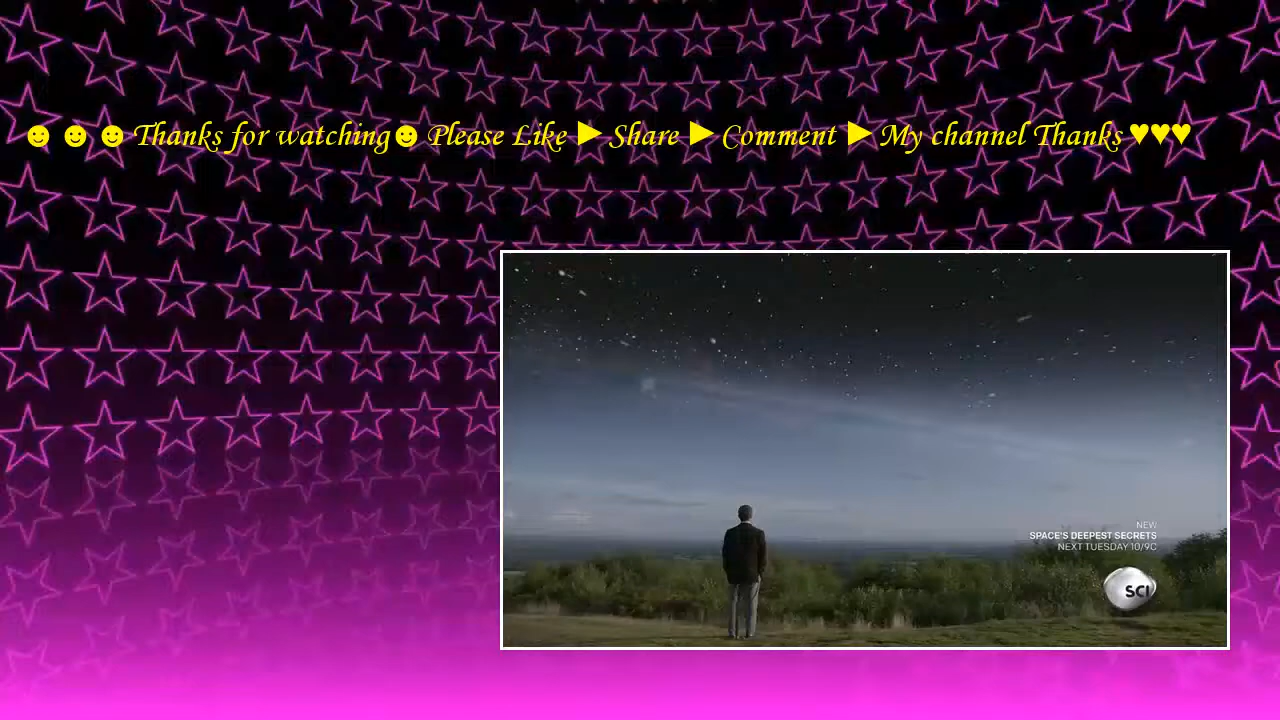 ☻ ☻ ☻ Thanks for watching☻ Please Like ► Share ► Comment ► My channel Thanks ♥♥♥
NEW
SPACE'S DEEPEST SECRETS
NEXT TUESDAY 10/9C
SCI